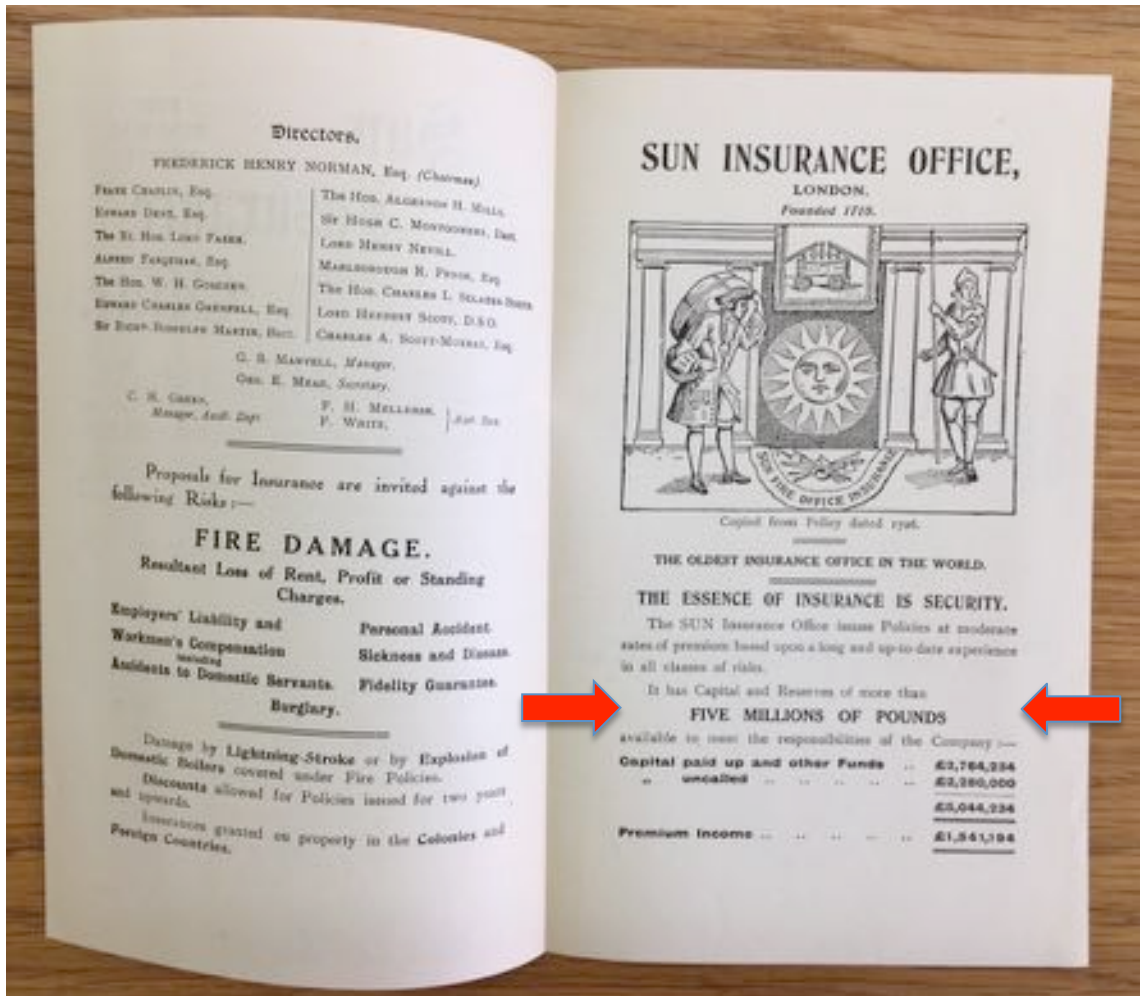 Directors.
FREDERICK HENRY NORMAN, Esq. (Chairman)
FRANK CHAPLIN, Esq.
EDWARD DENT, Esq.
The Rt. Hon. LORD FABER.
ALFRED FARQUHAR, Esq.
The Hon. W. H. GOSCHEN.
EDWARD CHARLES GRENFELL, Esq.
Sir RICHD. BIDDULPH MARTIN, Bart.
The Hon. ALGERNON H. MILLS.
Sir HUGH C. MONTGOMERY, Bart.
LORD HENRY NEVILL.
MARLBOROUGH R. PRYOR, Esq.
The Hon. CHARLES L. SCLATER-BOOTH.
LORD HERBERT SCOTT, D.S.O.
CHARLES A. SCOTT-MURRAY, Esq.
G. S. MANVELL, Manager.
GEO. E. MEAD, Secretary.
Manager, Accdt. Dept.
F. WHITE,
Proposals for Insurance are invited against the
following Risks :—
FIRE DAMAGE.
Resultant Loss of Rent, Profit or Standing
Charges.
Employers' Liability and
Workmen's Compensation
including
Accidents to Domestic Servants.
Personal Accident.
Sickness and Disease.
Fidelity Guarantee.
Burglary.
Damage by Lightning-Stroke or by Explosion of
Domestic Boilers covered under Fire Policies.
Discounts allowed for Policies issued for two years
and upwards.
Insurances granted on property in the Colonies and
Foreign Countries.
SUN INSURANCE OFFICE,
LONDON.
Founded 1710.
SUN FIRE OFFICE INSURANCE
Copied from Policy dated 1726.
THE OLDEST INSURANCE OFFICE IN THE WORLD.
THE ESSENCE OF INSURANCE IS SECURITY.
The SUN Insurance Office issues Policies at moderate
rates of premium based upon a long and up-to-date experience
in all classes of risks.
It has Capital and Reserves of more than
FIVE MILLIONS OF POUNDS
available to meet the responsibilities of the Company :—
Capital paid up and other Funds .. £2,764,234
„ uncalled .. .. .. .. £2,280,000
£5,044,234
Premium Income .. .. .. .. .. £1,541,194